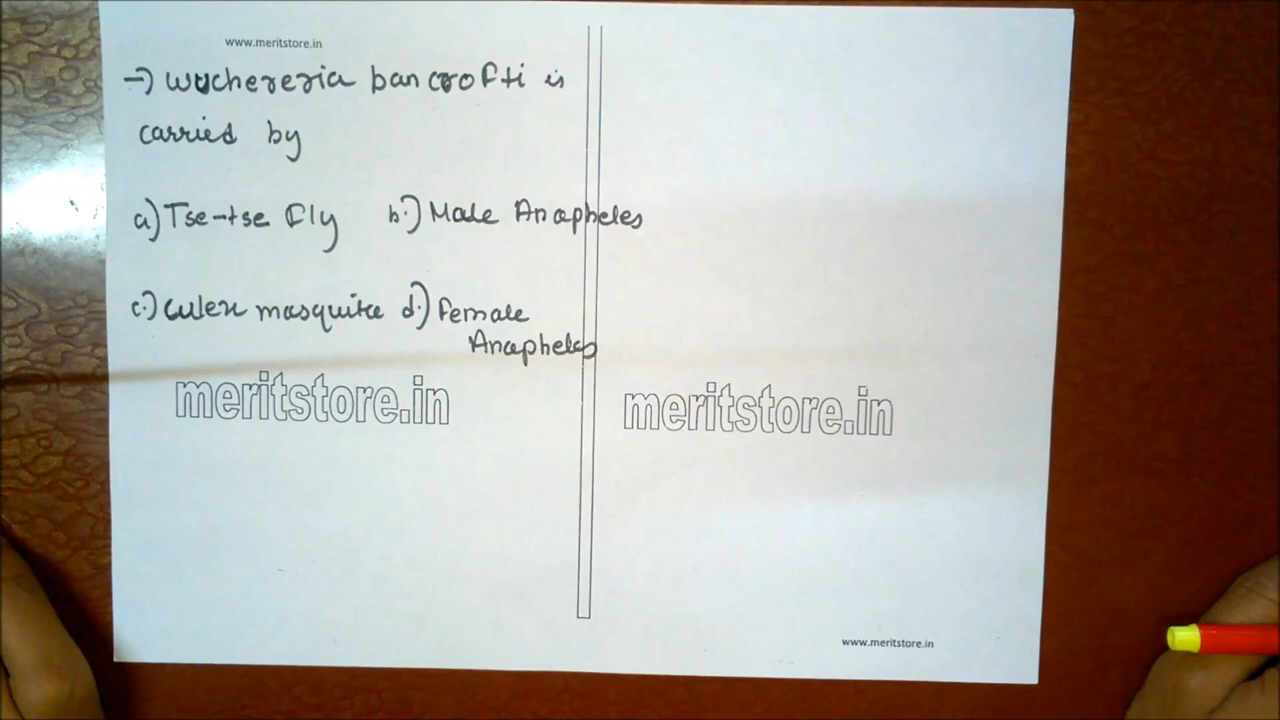 www.meritstore.in
→) wuchereria bancrofti is
carried by
a) Tse-tse fly b.) Male Anapheles
c.) Culex masquite d.) Female
Anapheles
meritstore.in meritstore.in
www.meritstore.in